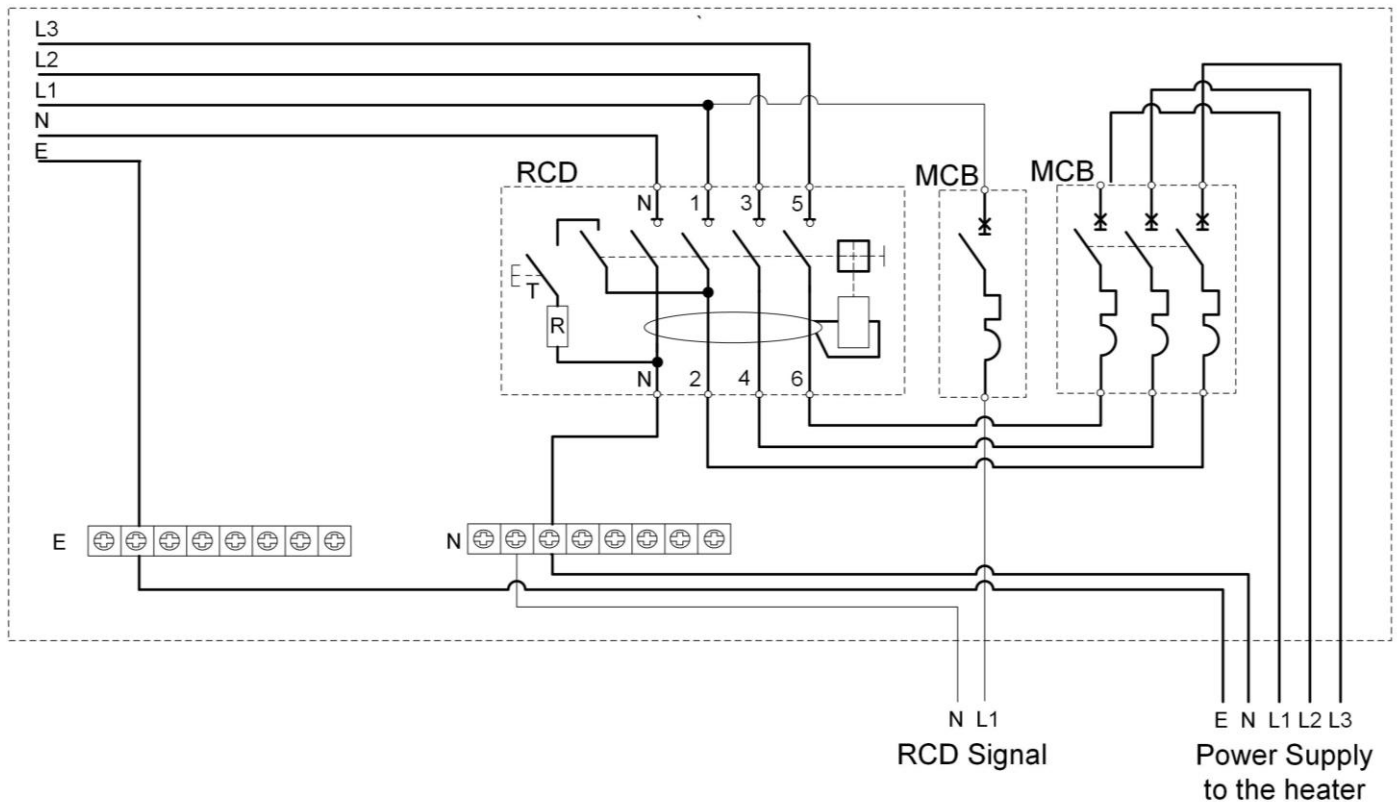 L3
L2
L1
N
E
RCD
MCB
MCB
N 1 3 5
T
R
N 2 4 6
E
N
N L1
RCD Signal
E N L1 L2 L3
Power Supply
to the heater